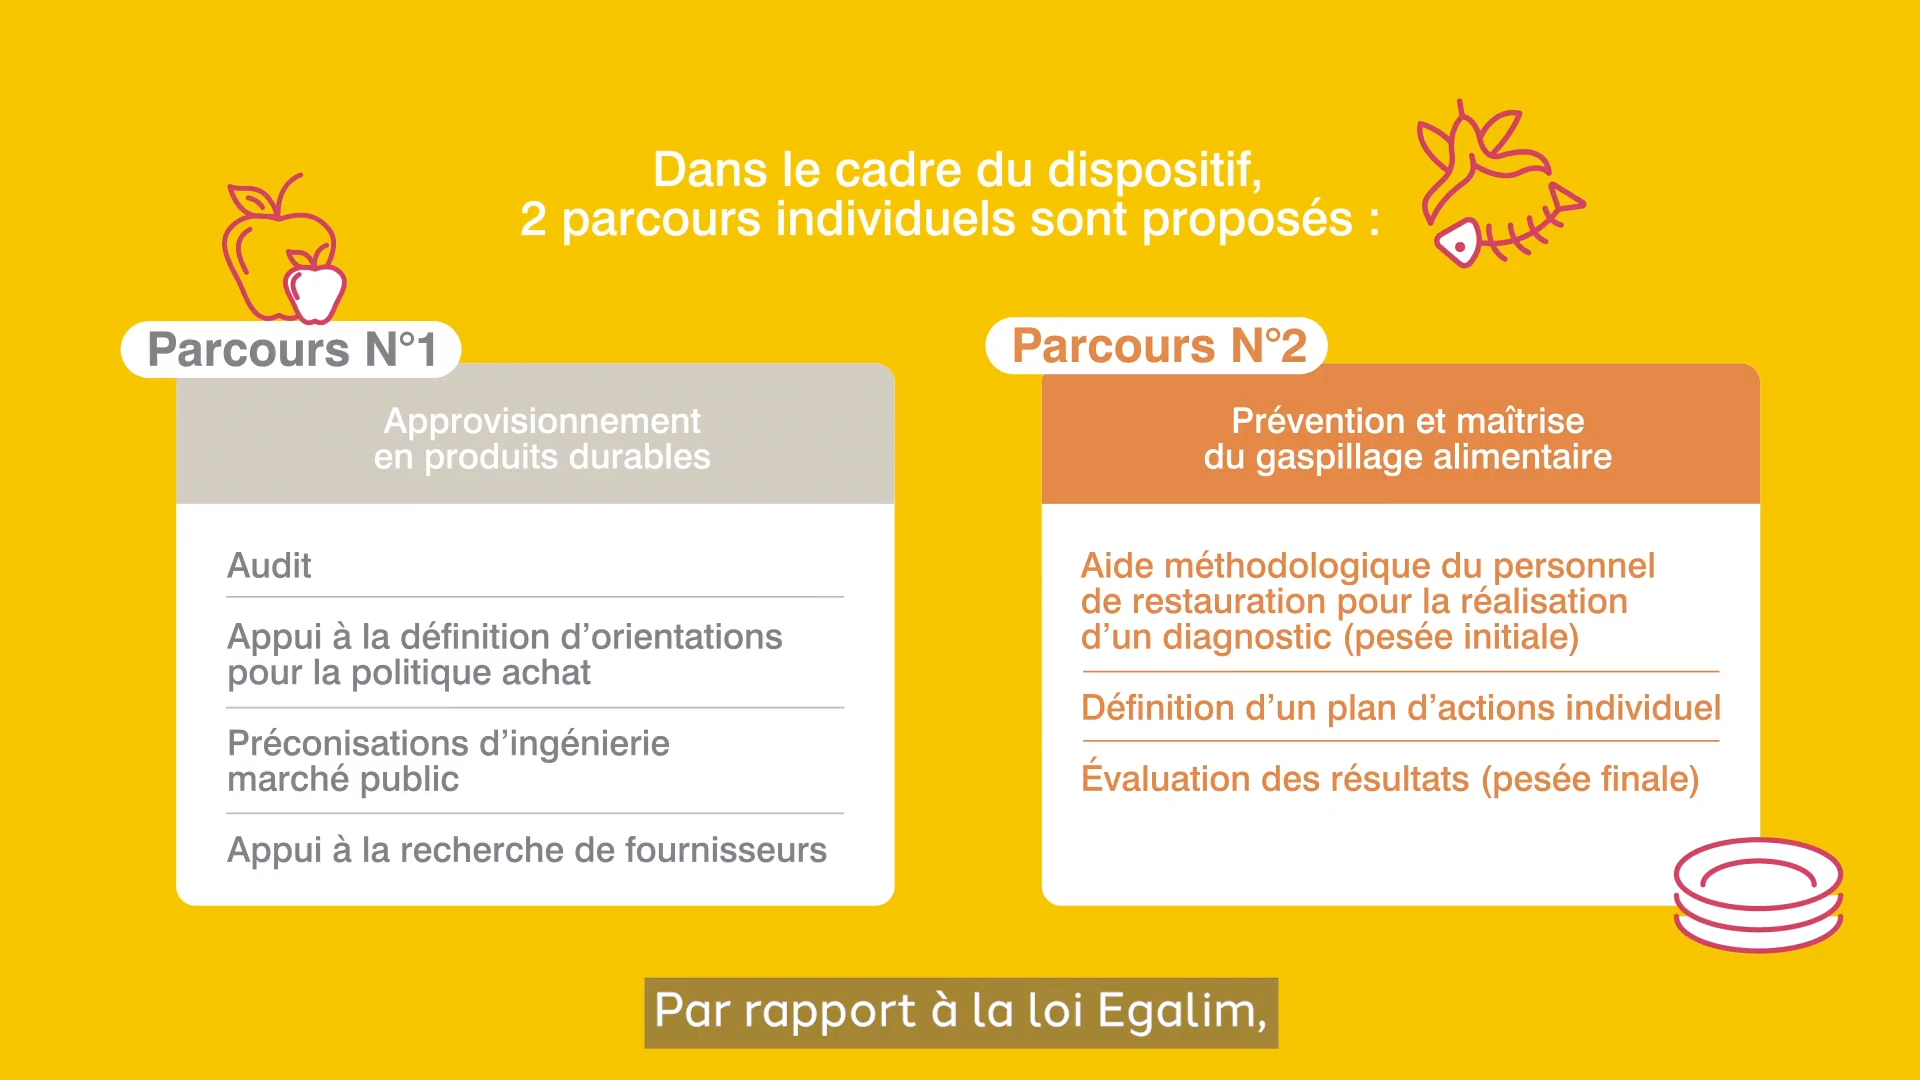 Dans le cadre du dispositif,
2 parcours individuels sont proposés :
Parcours N°1
Approvisionnement
en produits durables
Audit
Appui à la définition d’orientations
pour la politique achat
Préconisations d’ingénierie
marché public
Appui à la recherche de fournisseurs
Parcours N°2
Prévention et maîtrise
du gaspillage alimentaire
Aide méthodologique du personnel
de restauration pour la réalisation
d’un diagnostic (pesée initiale)
Définition d’un plan d’actions individuel
Évaluation des résultats (pesée finale)
Par rapport à la loi Egalim,